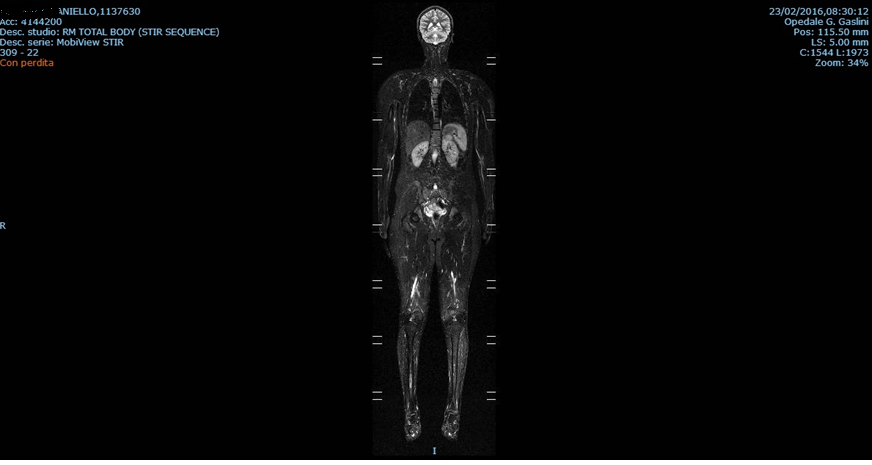 ANIELLO,1137630
Acc: 4144200
Desc. studio: RM TOTAL BODY (STIR SEQUENCE)
Desc. serie: MobiView STIR
309 - 22
Con perdita
23/02/2016,08:30:12
Opedale G. Gaslini
Pos: 115.50 mm
LS: 5.00 mm
C:1544 L:1973
Zoom: 34%
R
I